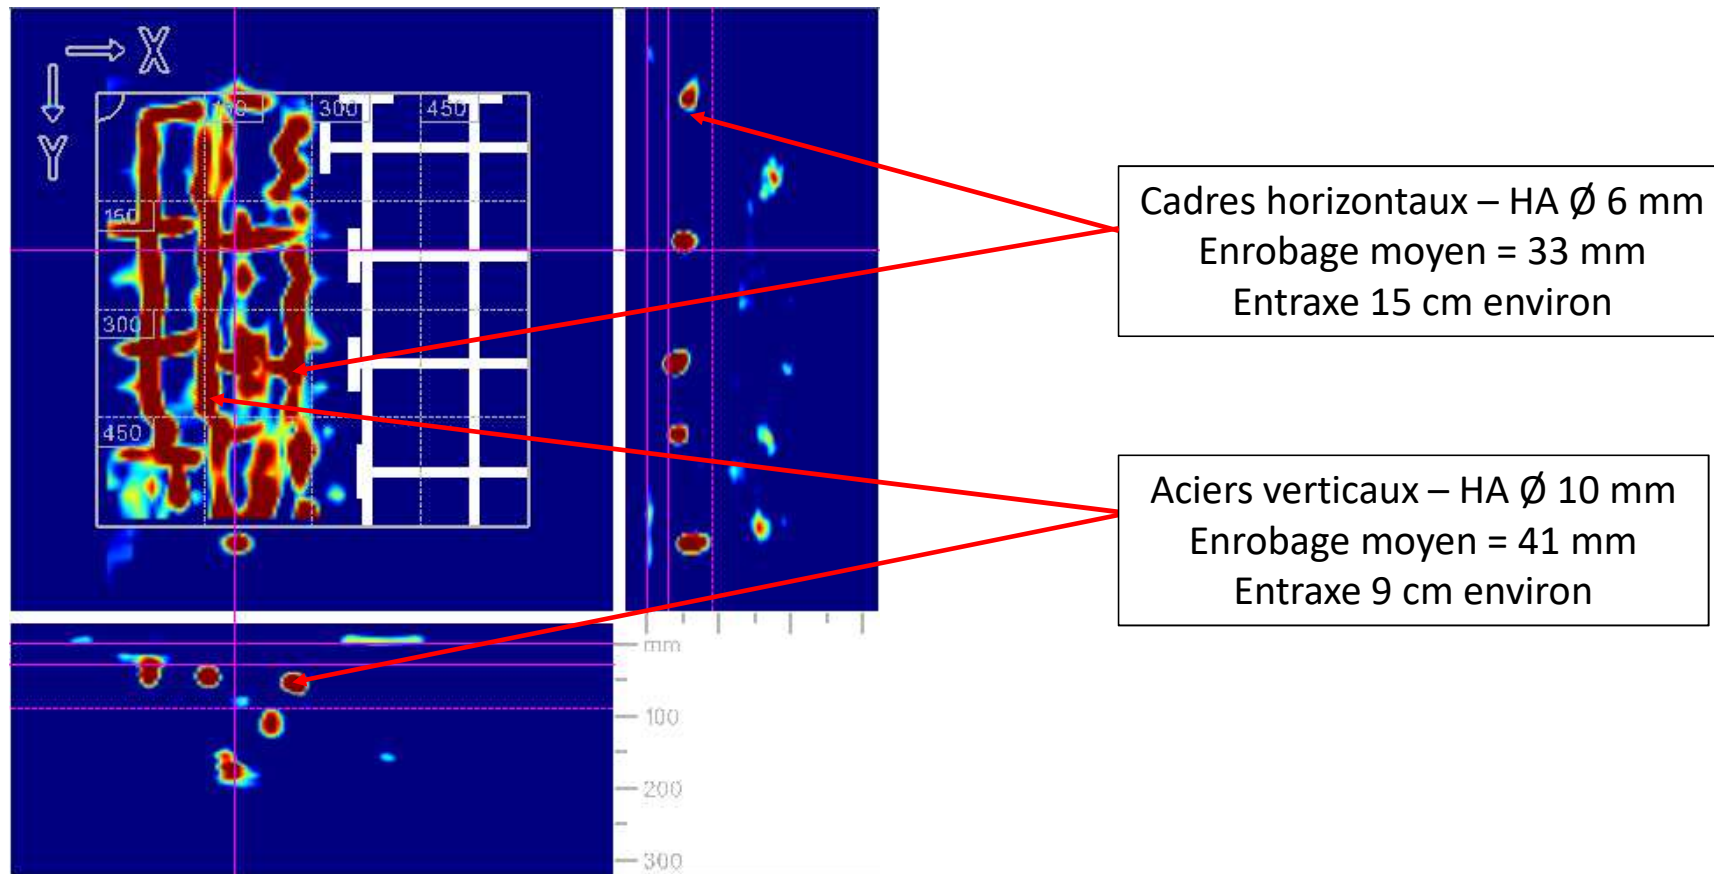 X
Y
150
300
450
150
300
450
mm
100
200
300
Cadres horizontaux – HA Ø 6 mm
Enrobage moyen = 33 mm
Entraxe 15 cm environ
Aciers verticaux – HA Ø 10 mm
Enrobage moyen = 41 mm
Entraxe 9 cm environ